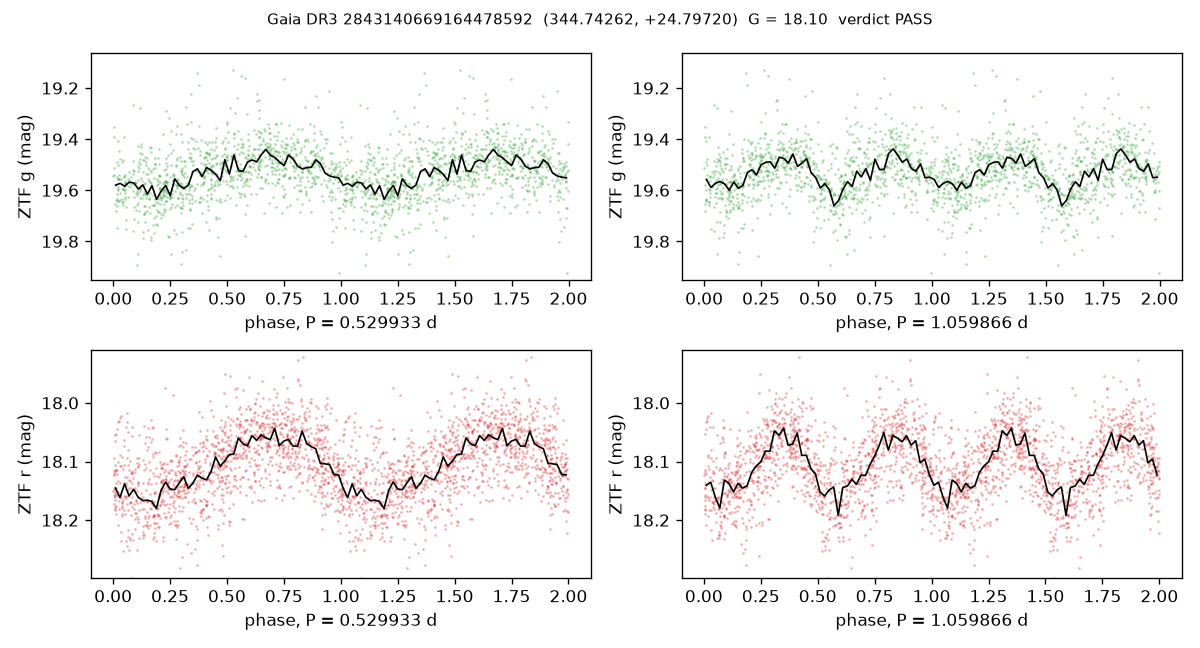 Gaia DR3 2843140669164478592  (344.74262, +24.79720)  G = 18.10  verdict PASS
ZTF g (mag)
19.2
19.4
19.6
19.8
0.00 0.25 0.50 0.75 1.00 1.25 1.50 1.75 2.00
phase, P = 0.529933 d
ZTF g (mag)
19.2
19.4
19.6
19.8
0.00 0.25 0.50 0.75 1.00 1.25 1.50 1.75 2.00
phase, P = 1.059866 d
ZTF r (mag)
18.0
18.1
18.2
0.00 0.25 0.50 0.75 1.00 1.25 1.50 1.75 2.00
phase, P = 0.529933 d
ZTF r (mag)
18.0
18.1
18.2
0.00 0.25 0.50 0.75 1.00 1.25 1.50 1.75 2.00
phase, P = 1.059866 d